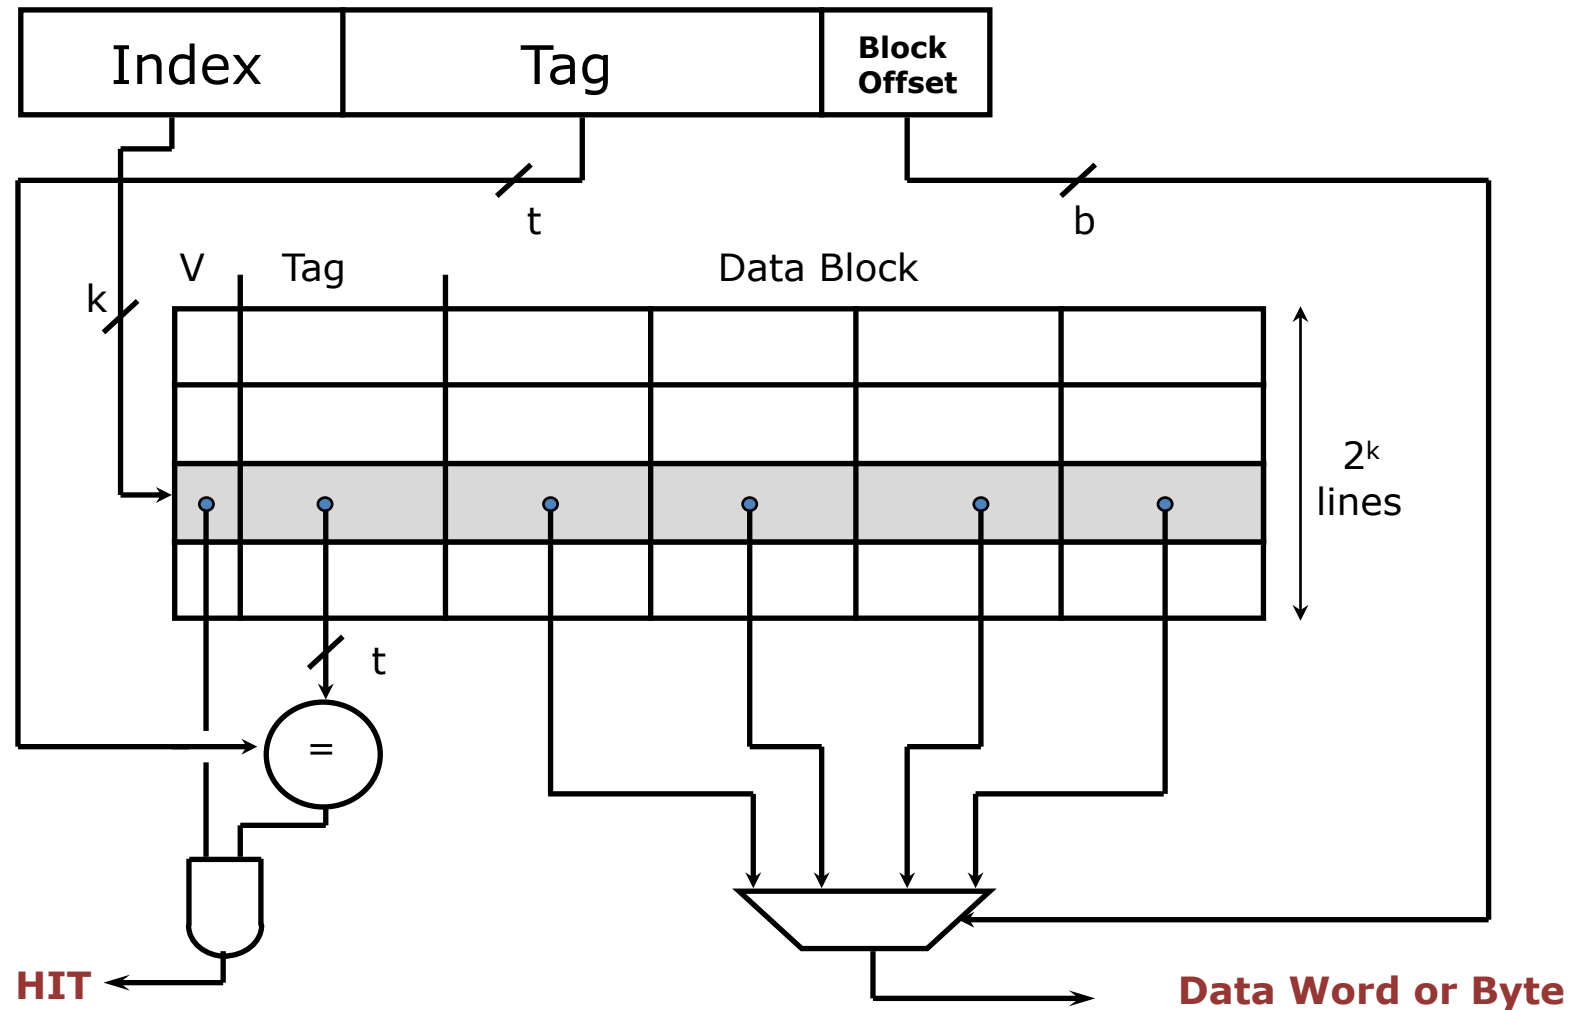 Index
Tag
Block
Offset
t
b
V
Tag
Data Block
k
2ᵏ
lines
t
=
HIT
Data Word or Byte